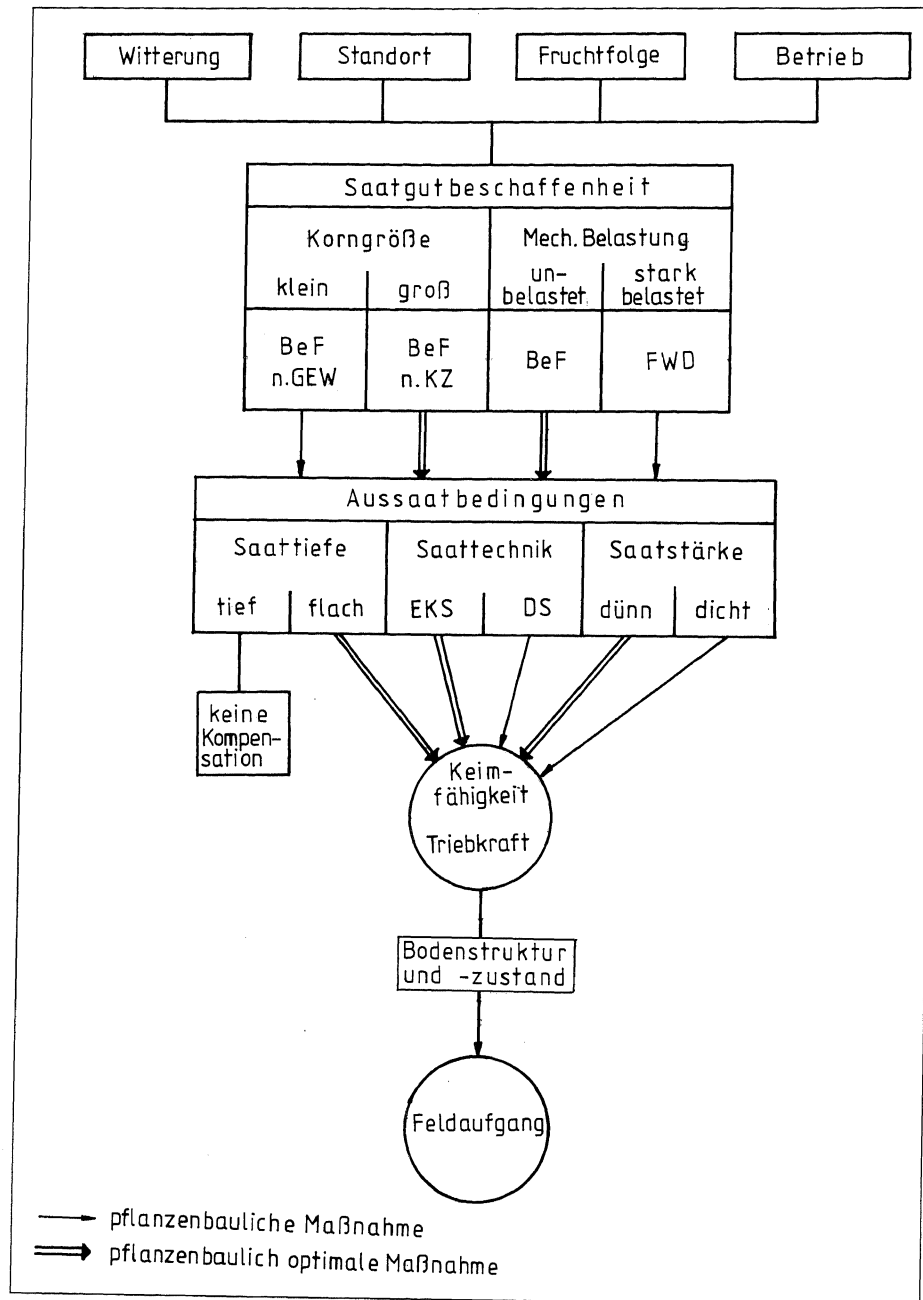 Witterung Standort Fruchtfolge Betrieb
Saatgutbeschaffenheit
Korngröße Mech. Belastung
klein groß un-belastet. stark belastet
BeF n.GEW BeF n.KZ BeF FWD
Aussaatbedingungen
Saattiefe Saattechnik Saatstärke
tief flach EKS DS dünn dicht
keine
Kompen-
sation
Keim-
fähigkeit
Triebkraft
Bodenstruktur
und -zustand
Feldaufgang
pflanzenbauliche Maßnahme
pflanzenbaulich optimale Maßnahme